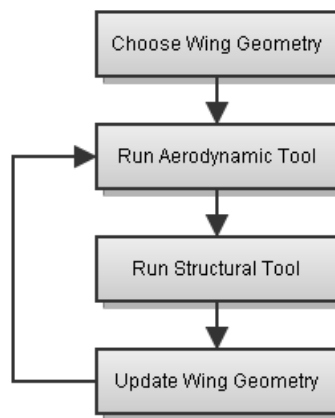 Choose Wing Geometry
Run Aerodynamic Tool
Run Structural Tool
Update Wing Geometry